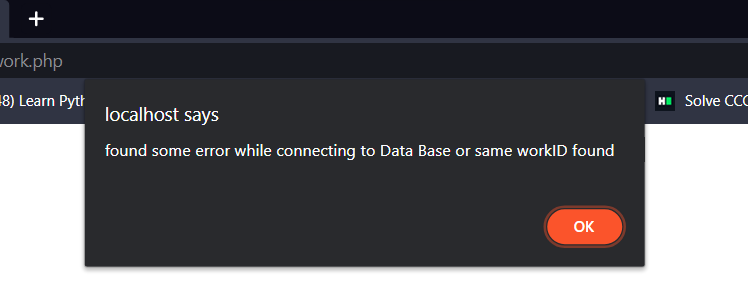 +
work.php
48) Learn Pyth
H
Solve CCC
localhost says
found some error while connecting to Data Base or same workID found
OK